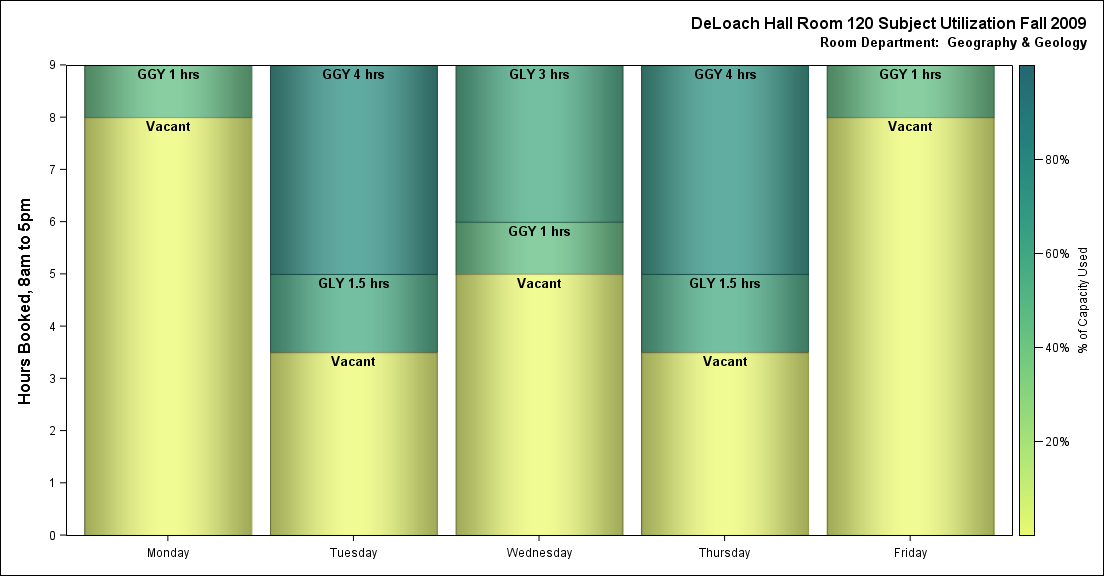 DeLoach Hall Room 120 Subject Utilization Fall 2009
Room Department: Geography & Geology
Hours Booked, 8am to 5pm
9
8
7
6
5
4
3
2
1
0
GGY 1 hrs
Vacant
GGY 4 hrs
GLY 1.5 hrs
Vacant
GLY 3 hrs
GGY 1 hrs
Vacant
GGY 4 hrs
GLY 1.5 hrs
Vacant
GGY 1 hrs
Vacant
Monday
Tuesday
Wednesday
Thursday
Friday
80%
60%
40%
20%
% of Capacity Used